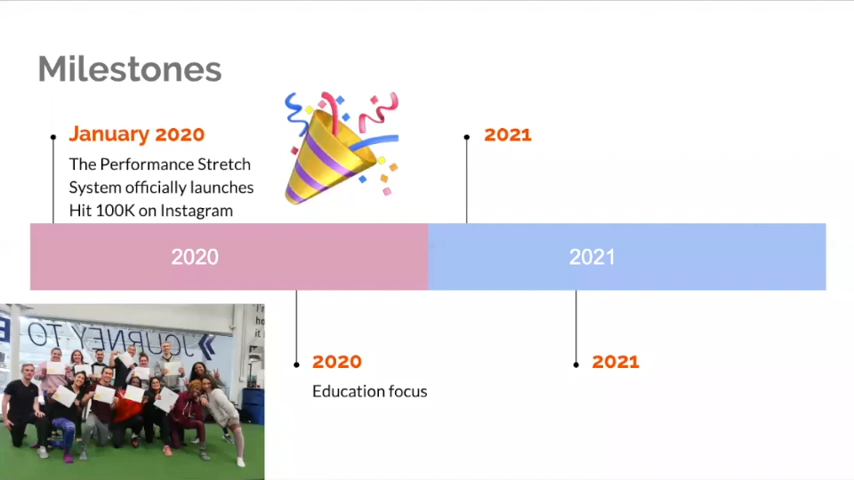 Milestones
January 2020
The Performance Stretch
System officially launches
Hit 100K on Instagram
2021
2020
2021
2020
Education focus
2021
JOURNEY TO